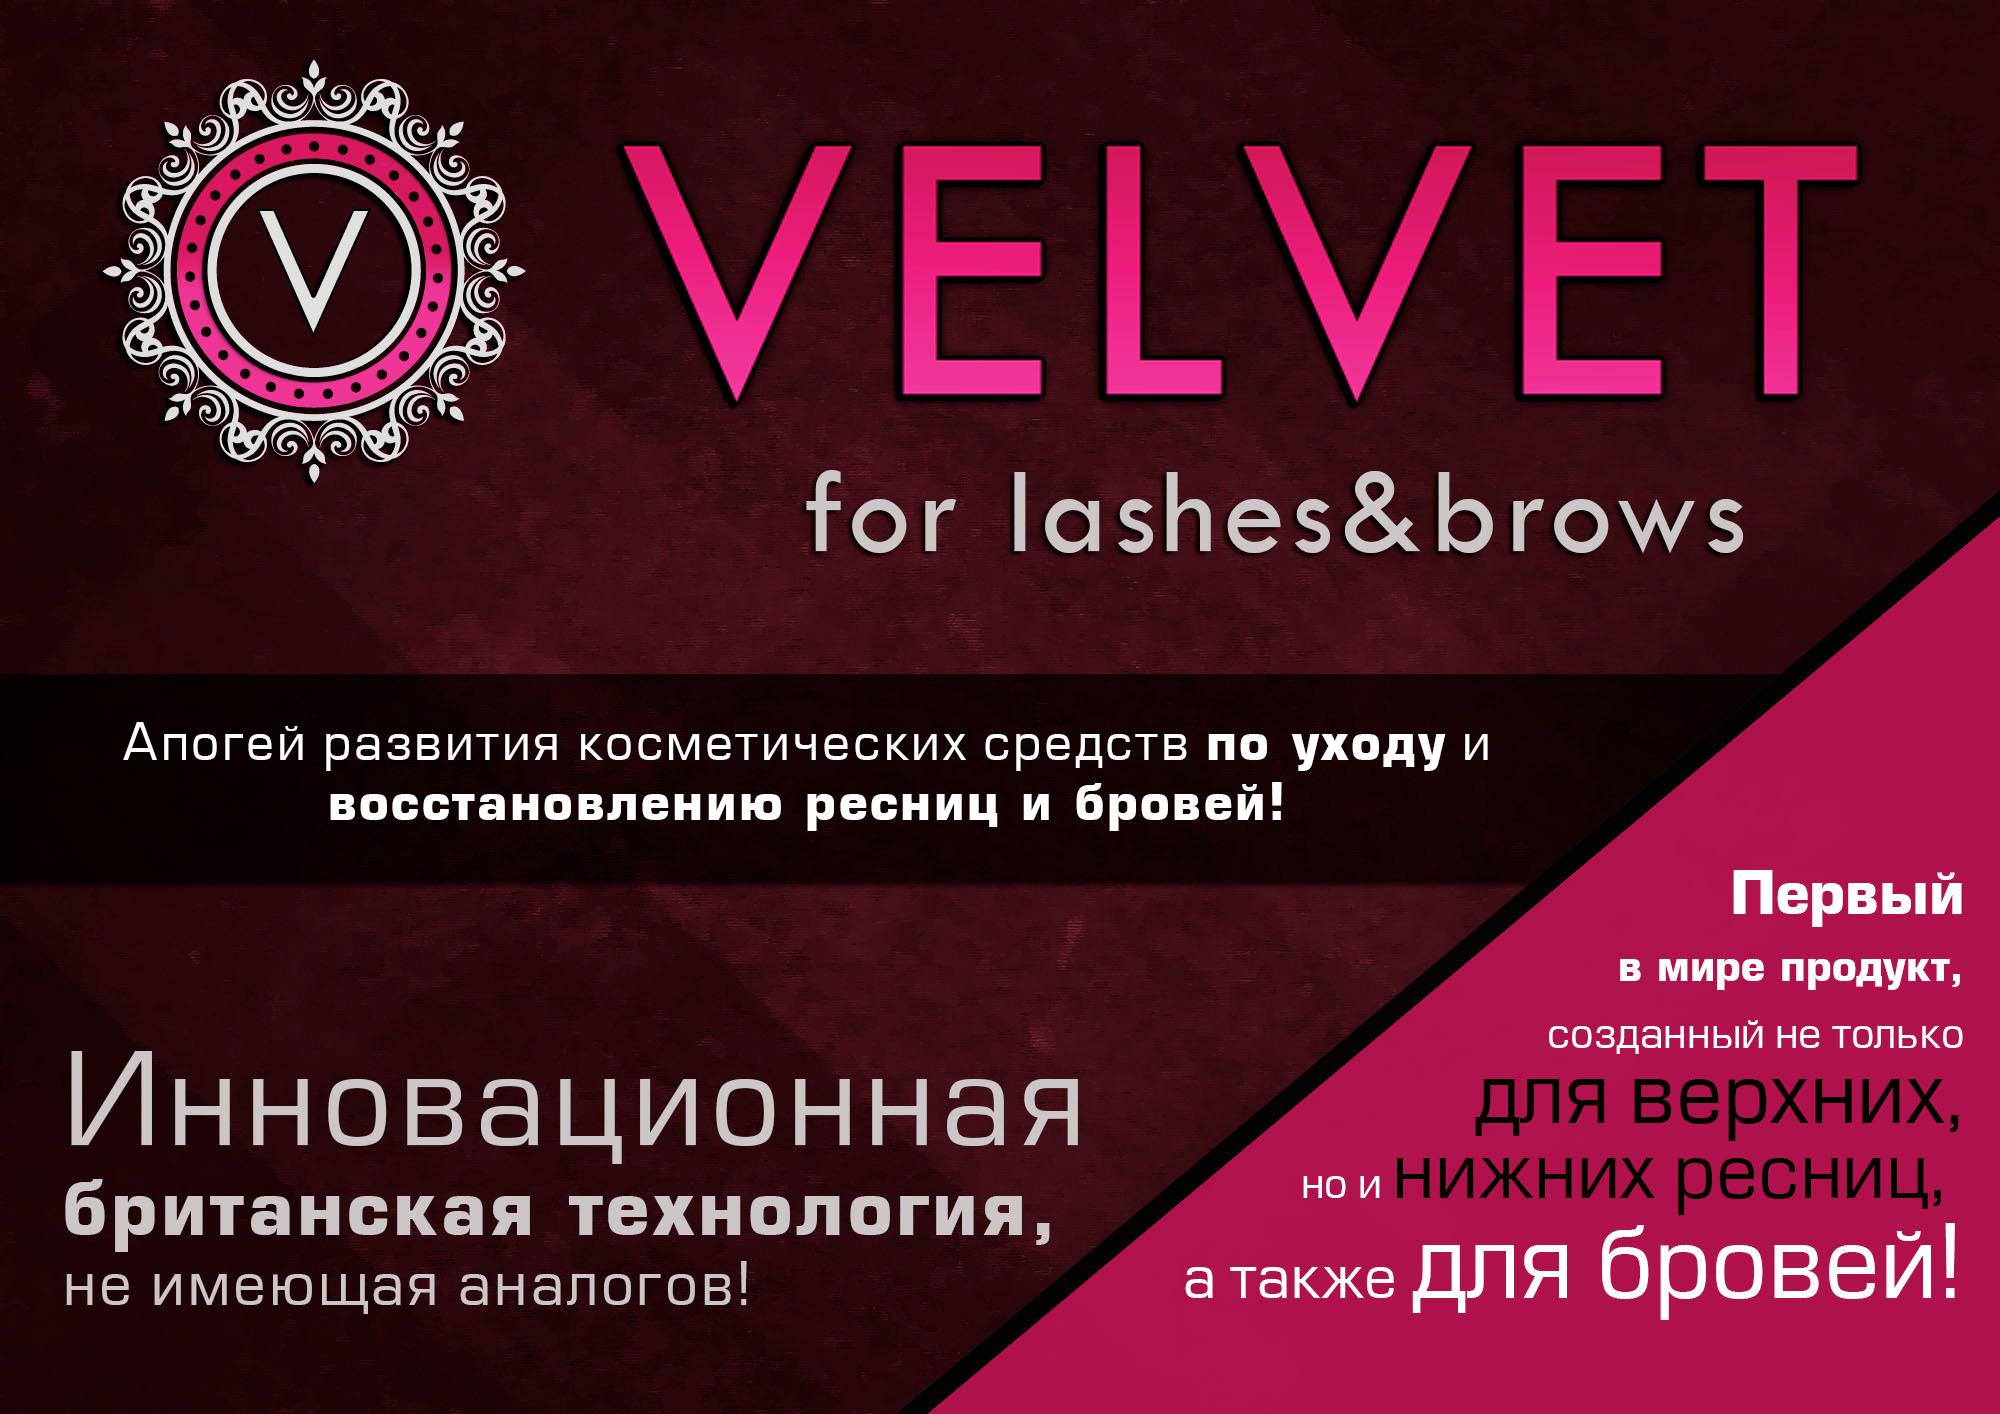 V
VELVET
for lashes&brows
Апогей развития косметических средств по уходу и
восстановлению ресниц и бровей!
Инновационная
британская технология,
не имеющая аналогов!
Первый
в мире продукт,
созданный не только
для верхних,
но и нижних ресниц,
а также для бровей!